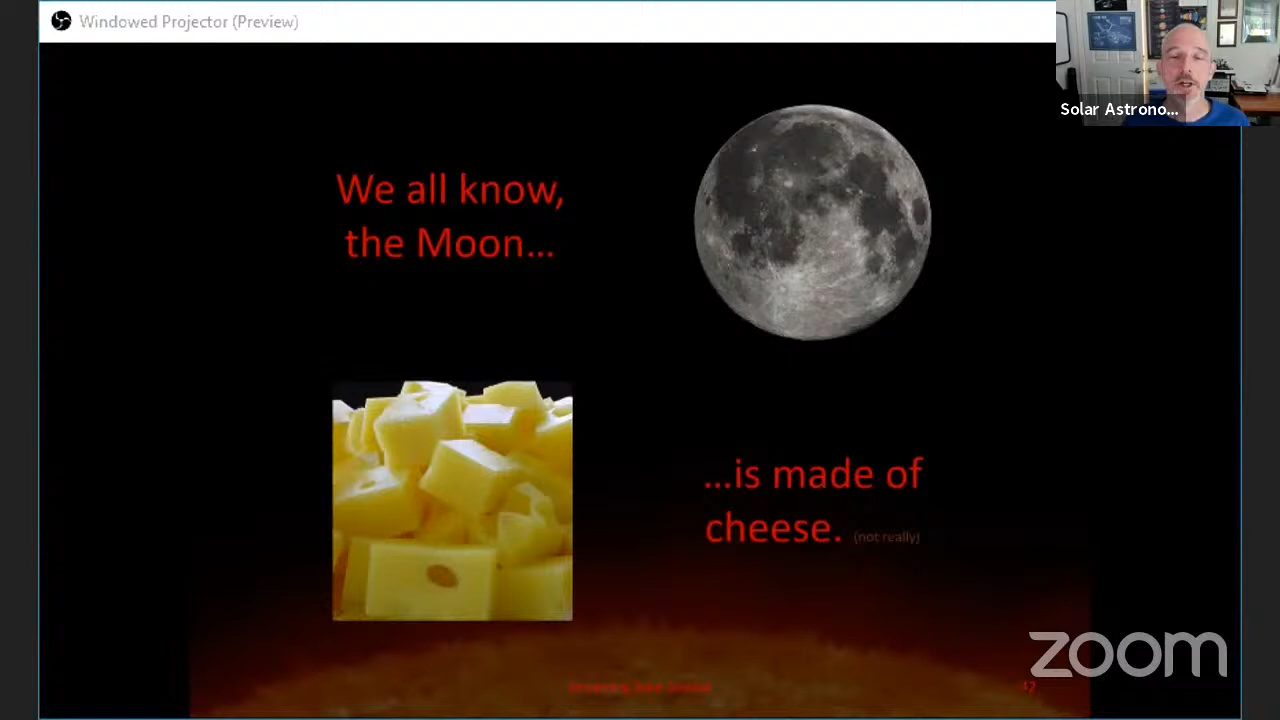 Windowed Projector (Preview)
Solar Astrono...
We all know,
the Moon...
...is made of
cheese. (not really)
zoom